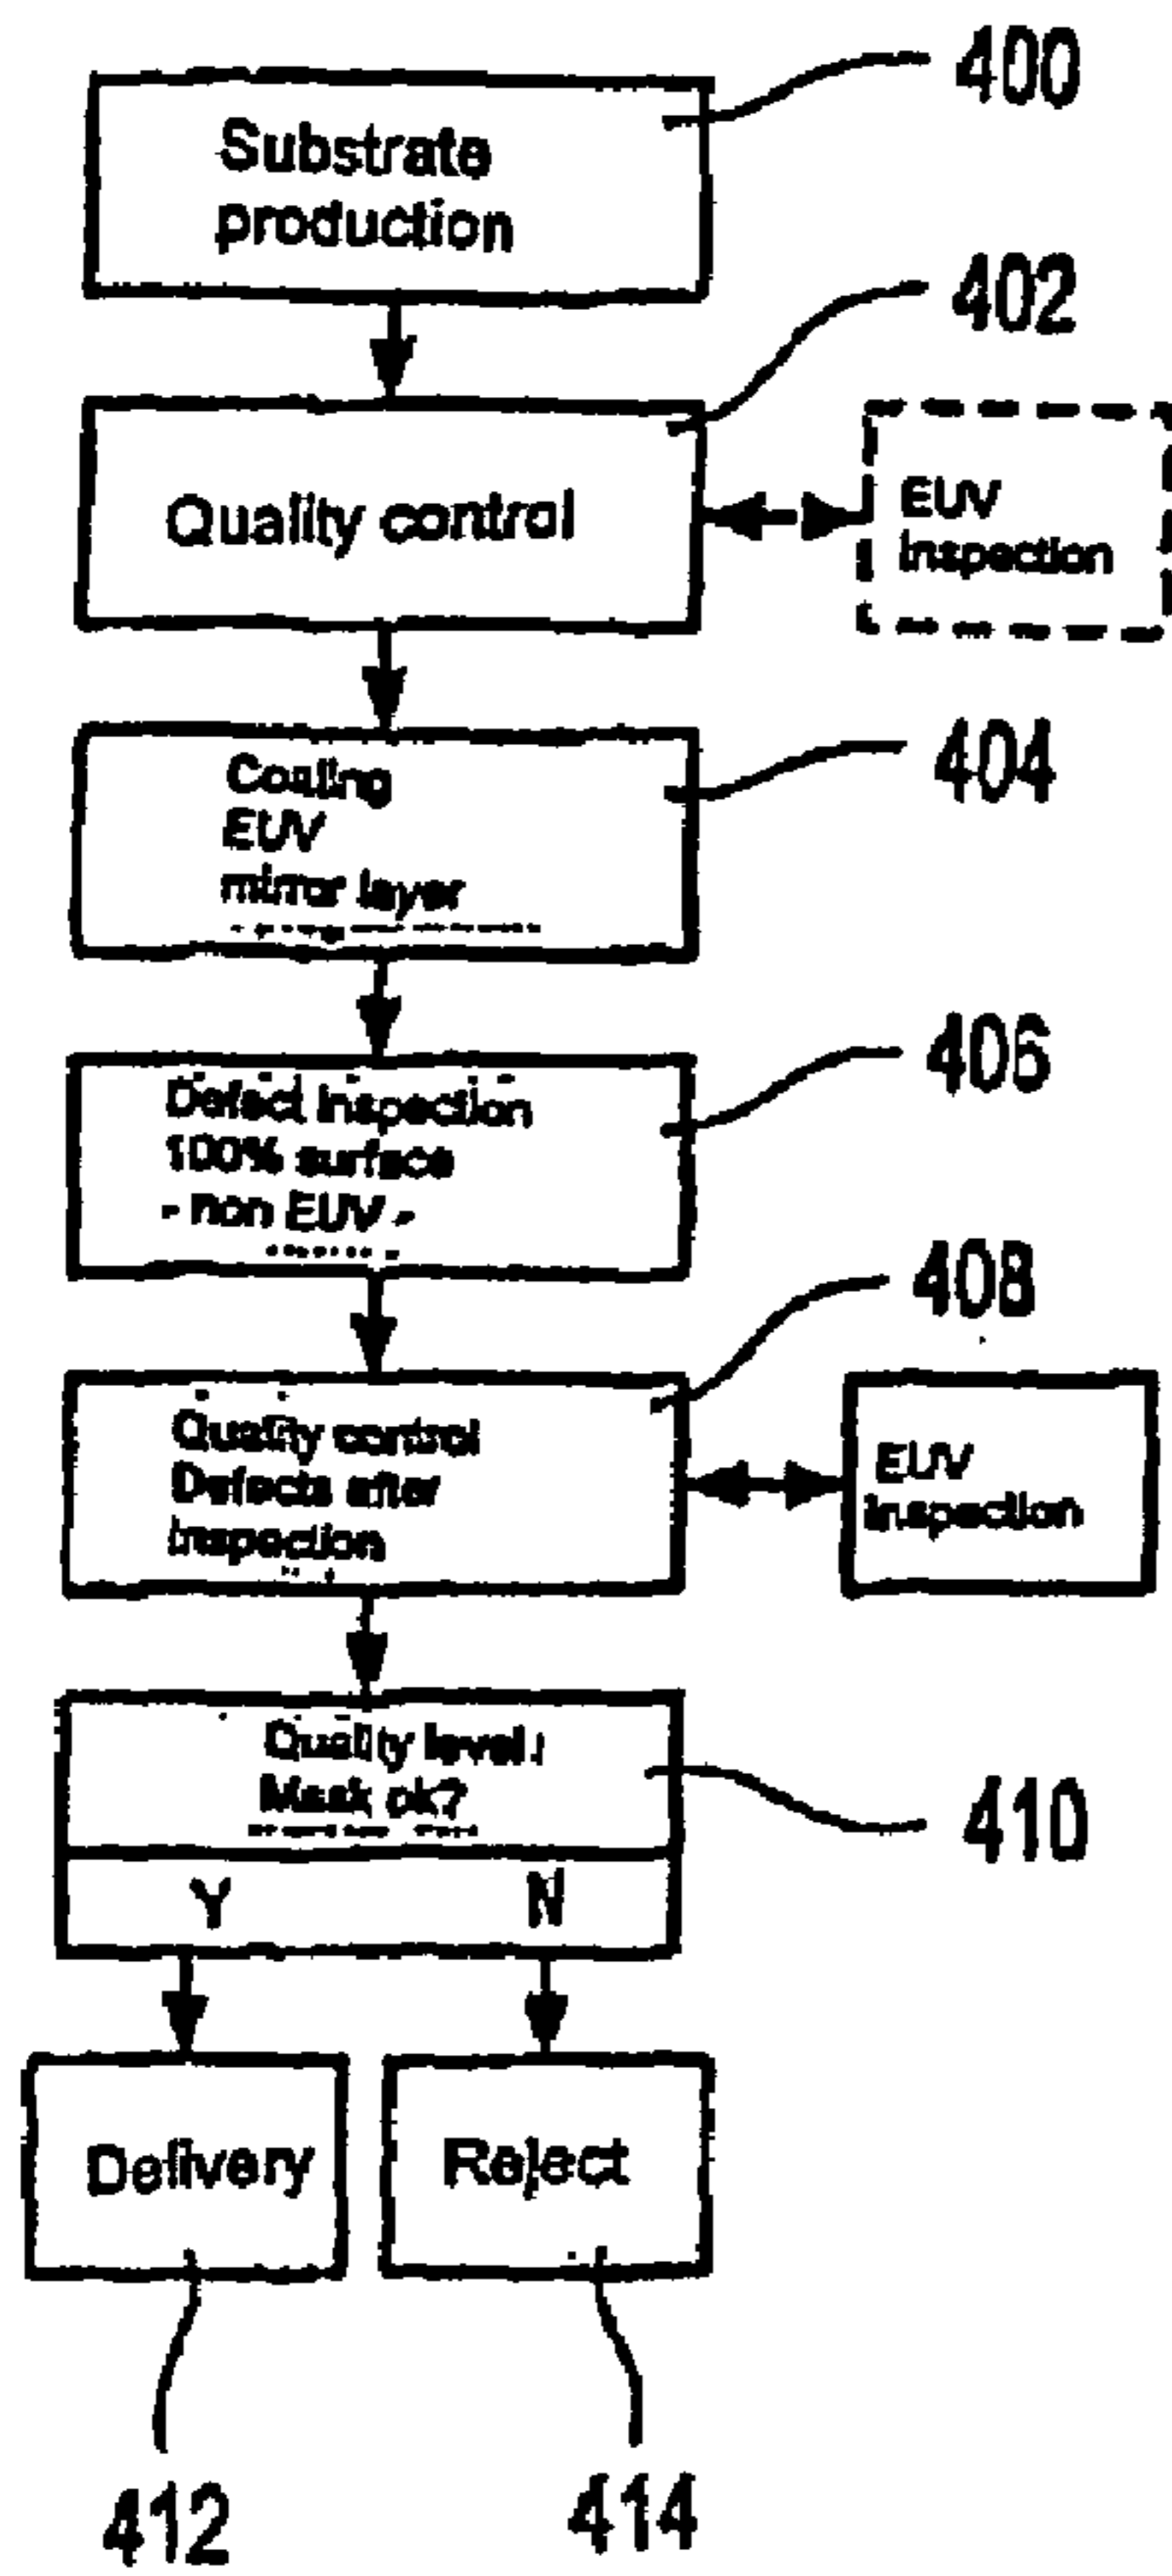 400
Substrate
production
402
Quality control
EUV
Inspection
404
Coating
EUV
mirror layer
406
Defect inspection
100% surface
- non EUV -
408
Quality control
Defects after
inspection
EUV
Inspection
Quality level:
Mask ok?
410
Y N
Delivery
Reject
412
414